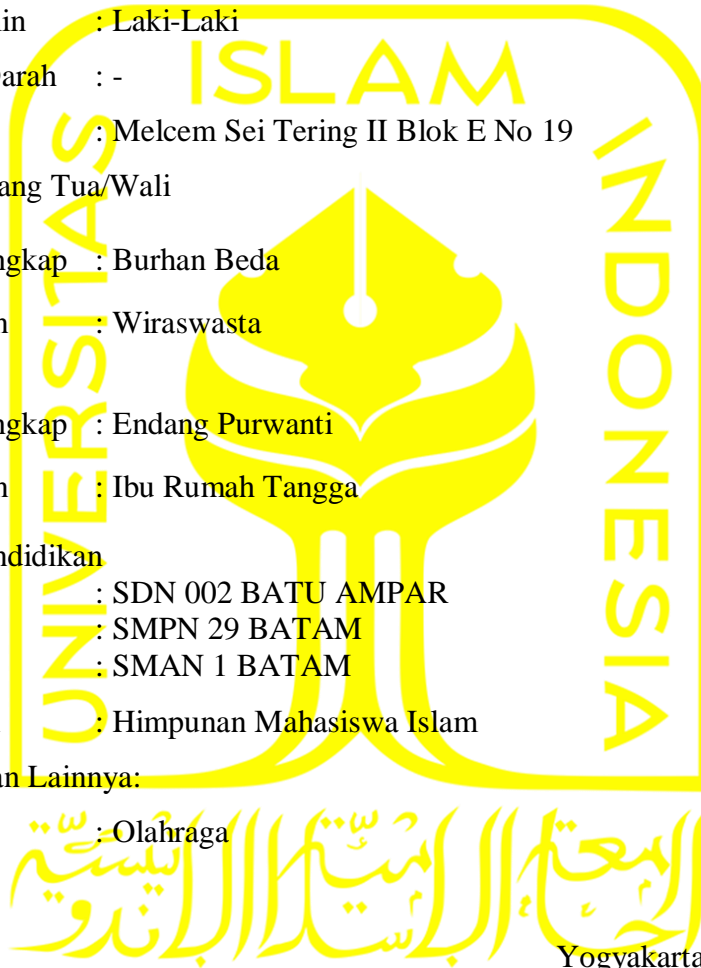 in : Laki-Laki
arah : -
: Melcem Sei Tering II Blok E No 19
ang Tua/Wali
ngkap : Burhan Beda
n : Wiraswasta
ngkap : Endang Purwanti
n : Ibu Rumah Tangga
ndidikan
: SDN 002 BATU AMPAR
: SMPN 29 BATAM
: SMAN 1 BATAM
: Himpunan Mahasiswa Islam
an Lainnya:
: Olahraga
Yogyakarta
UNIVERSITAS ISLAM INDONESIA